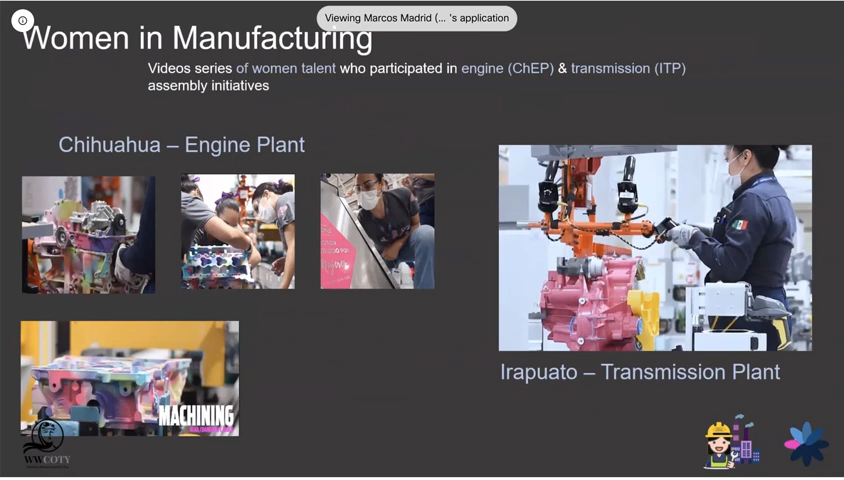 Viewing Marcos Madrid (... 's application
Women in Manufacturing
Videos series of women talent who participated in engine (ChEP) & transmission (ITP)
assembly initiatives
Chihuahua – Engine Plant
MACHINING
Irapuato – Transmission Plant
WWCOTY